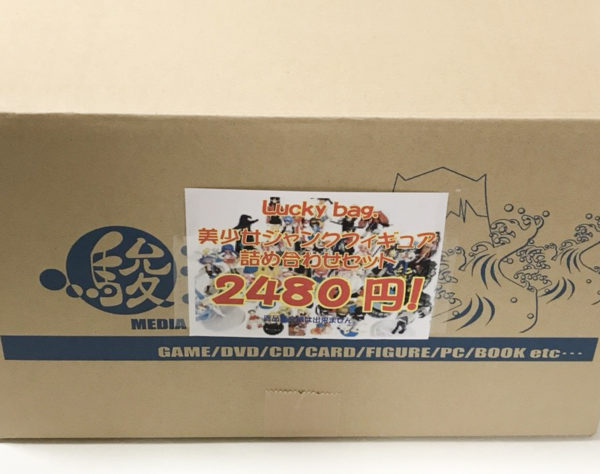 Lucky bag.
美少女ジャンクフィギュア
詰め合わせセット
2480円!
駿
MEDIA
GAME/DVD/CD/CARD/FIGURE/PC/BOOK etc…